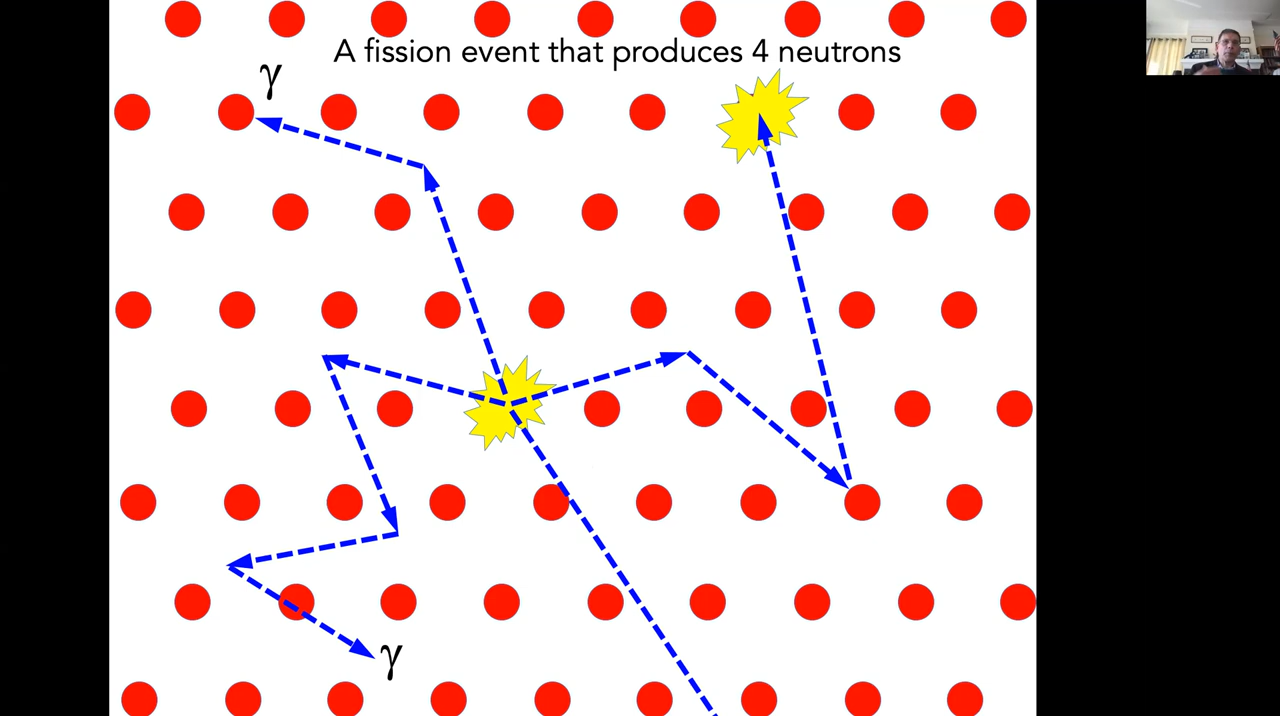 A fission event that produces 4 neutrons
γ
γ